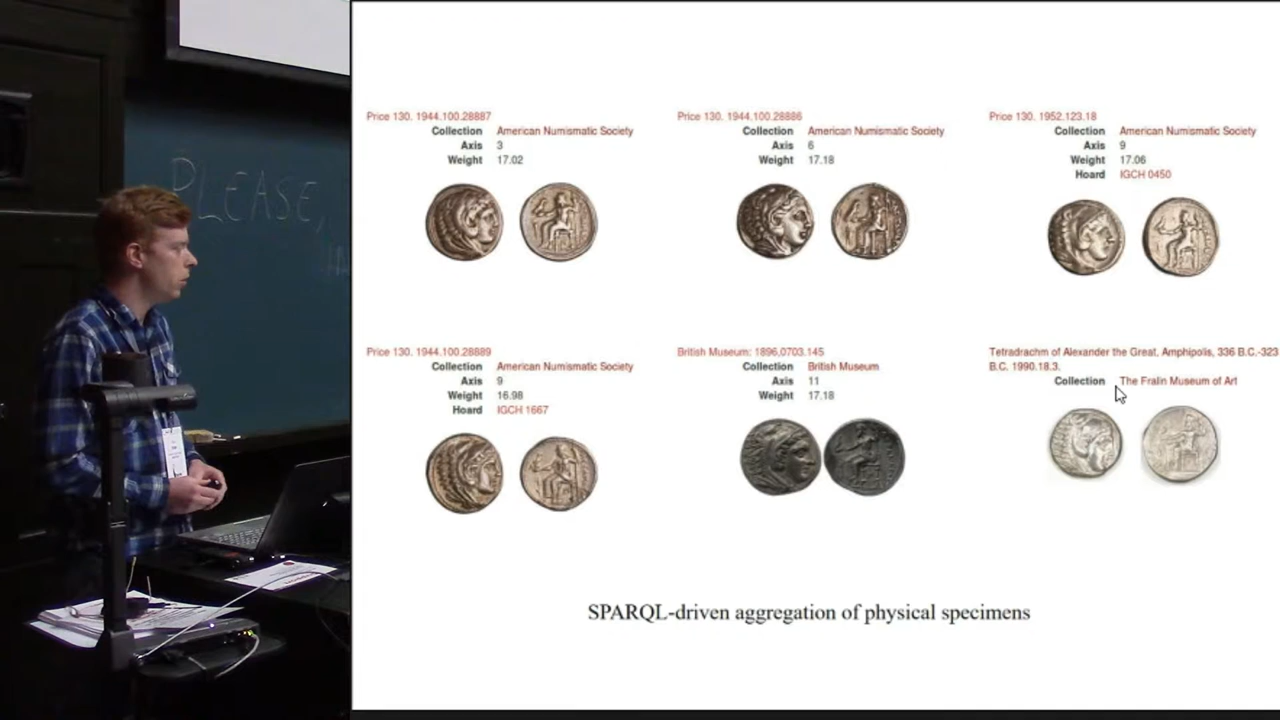 PLEASE,
Price 130. 1944.100.28887
Collection American Numismatic Society
Axis 3
Weight 17.02
Price 130. 1944.100.28886
Collection American Numismatic Society
Axis 6
Weight 17.18
Price 130. 1952.123.18
Collection American Numismatic Society
Axis 9
Weight 17.06
Hoard IGCH 0450
Price 130. 1944.100.28889
Collection American Numismatic Society
Axis 9
Weight 16.98
Hoard IGCH 1667
British Museum: 1896,0703.145
Collection British Museum
Axis 11
Weight 17.18
Tetradrachm of Alexander the Great, Amphipolis, 336 B.C.-323
B.C. 1990.18.3.
Collection The Fralin Museum of Art
SPARQL-driven aggregation of physical specimens